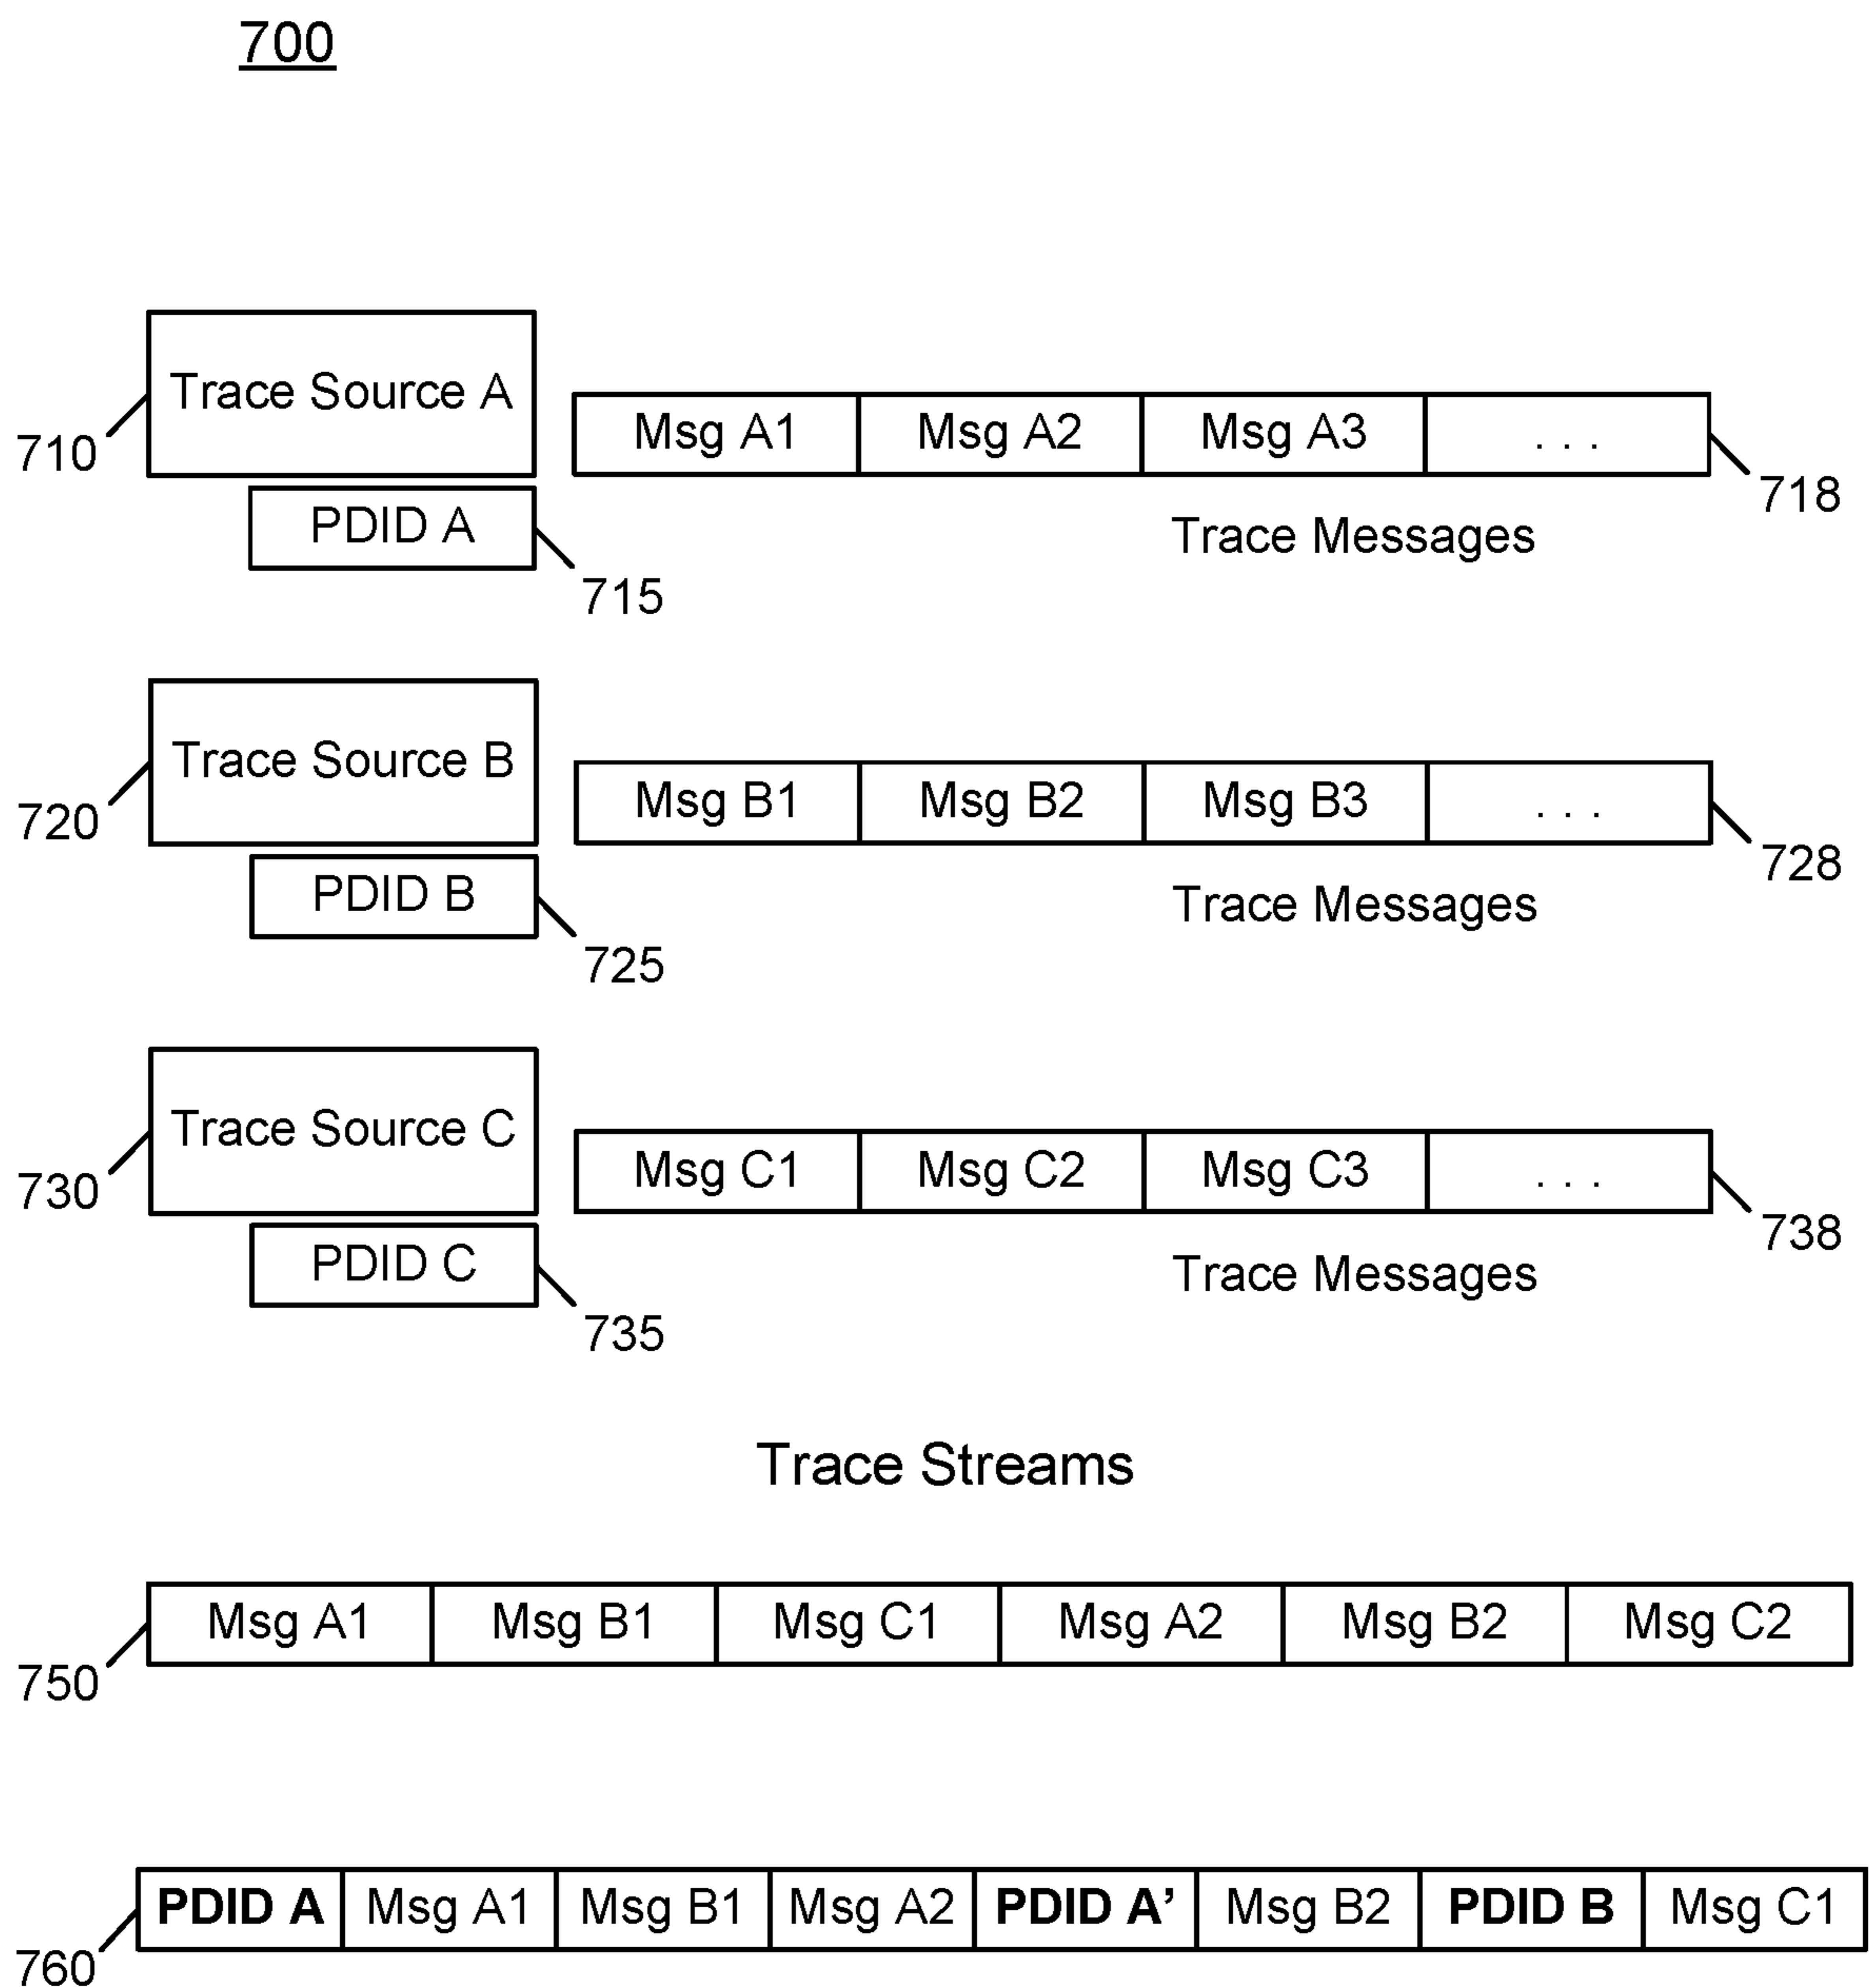 700
Trace Source A
710
Msg A1 Msg A2 Msg A3 . . .
718
PDID A
Trace Messages
715
Trace Source B
720
Msg B1 Msg B2 Msg B3 . . .
728
PDID B
Trace Messages
725
Trace Source C
730
Msg C1 Msg C2 Msg C3 . . .
738
PDID C
Trace Messages
735
Trace Streams
Msg A1 Msg B1 Msg C1 Msg A2 Msg B2 Msg C2
750
PDID A Msg A1 Msg B1 Msg A2 PDID A’ Msg B2 PDID B Msg C1
760